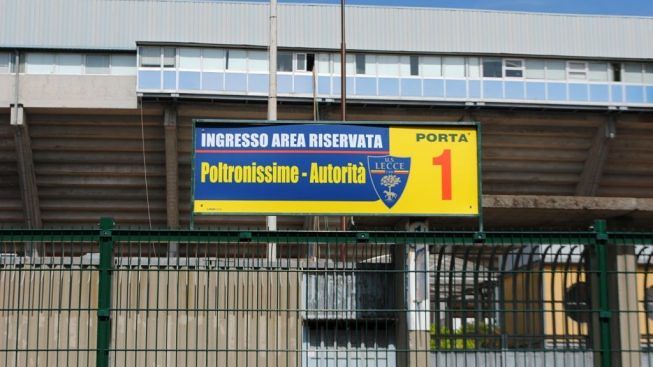 INGRESSO AREA RISERVATA
Poltronissime - Autorità
U.S.
LECCE
PORTA
1